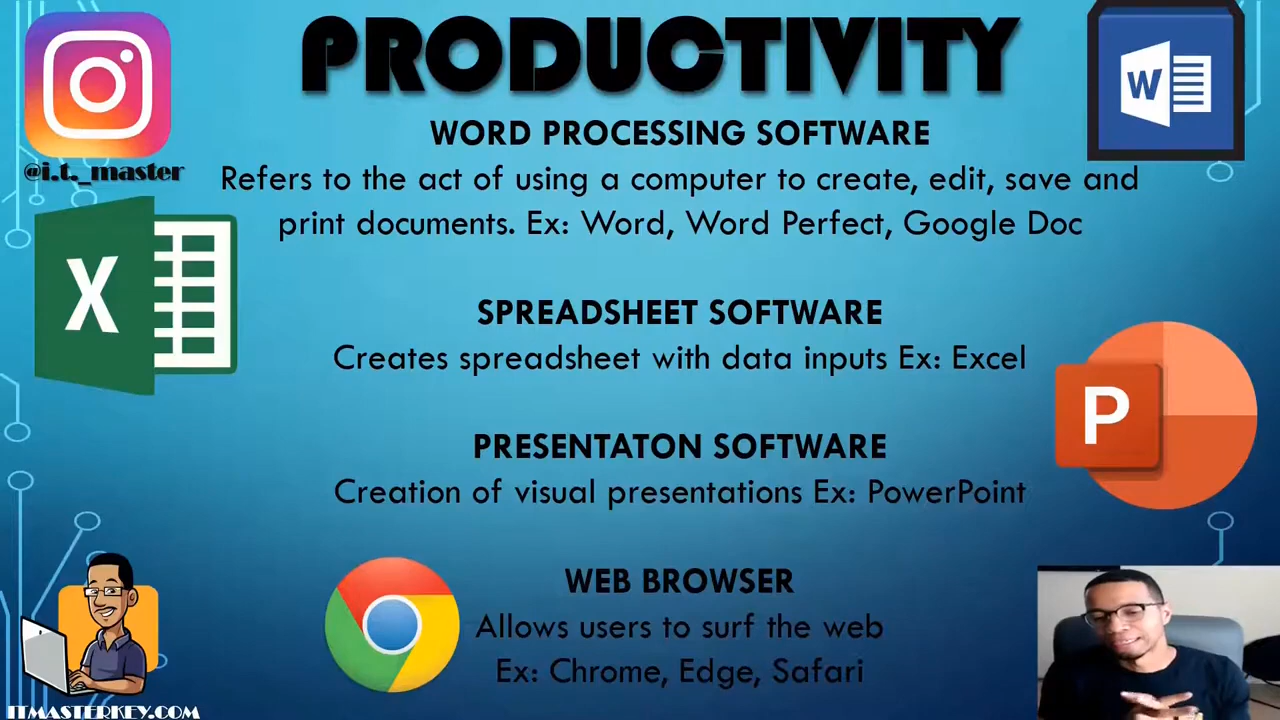 PRODUCTIVITY
W
@i.t._master
WORD PROCESSING SOFTWARE
Refers to the act of using a computer to create, edit, save and
print documents. Ex: Word, Word Perfect, Google Doc
X
SPREADSHEET SOFTWARE
Creates spreadsheet with data inputs Ex: Excel
P
PRESENTATON SOFTWARE
Creation of visual presentations Ex: PowerPoint
WEB BROWSER
Allows users to surf the web
Ex: Chrome, Edge, Safari
ITMASTERKEY.COM